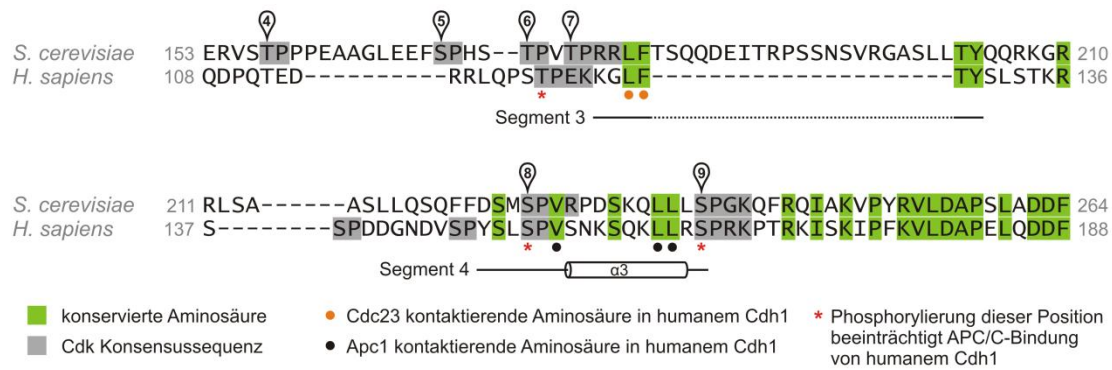 4 5 6 7
S. cerevisiae 153 ERVSTPPPEAAGLEEFSPHS--TPVTPRRLFTSQQDEITRPSSNSVRGASLLTYQQRKGR 210
H. sapiens 108 QDPQTED----------RRLQPSTPEKKGLF---------------------TYSLSTKR 136
* ● ●
Segment 3
8 9
S. cerevisiae 211 RLSA------ASLLQSQFFDSMSPVRPDSKQLLLSPGKQFRQIAKVPYRVLDAPSLADDF 264
H. sapiens 137 S--------SPDDGNDVSPYSLSPVSNKSQKLLRSPRKPTRKISKIPFKVLDAPELQDDF 188
* ● ● ● *
Segment 4 α3
konservierte Aminosäure
Cdk Konsensussequenz
● Cdc23 kontaktierende Aminosäure in humanem Cdh1
● Apc1 kontaktierende Aminosäure in humanem Cdh1
* Phosphorylierung dieser Position
beeinträchtigt APC/C-Bindung
von humanem Cdh1